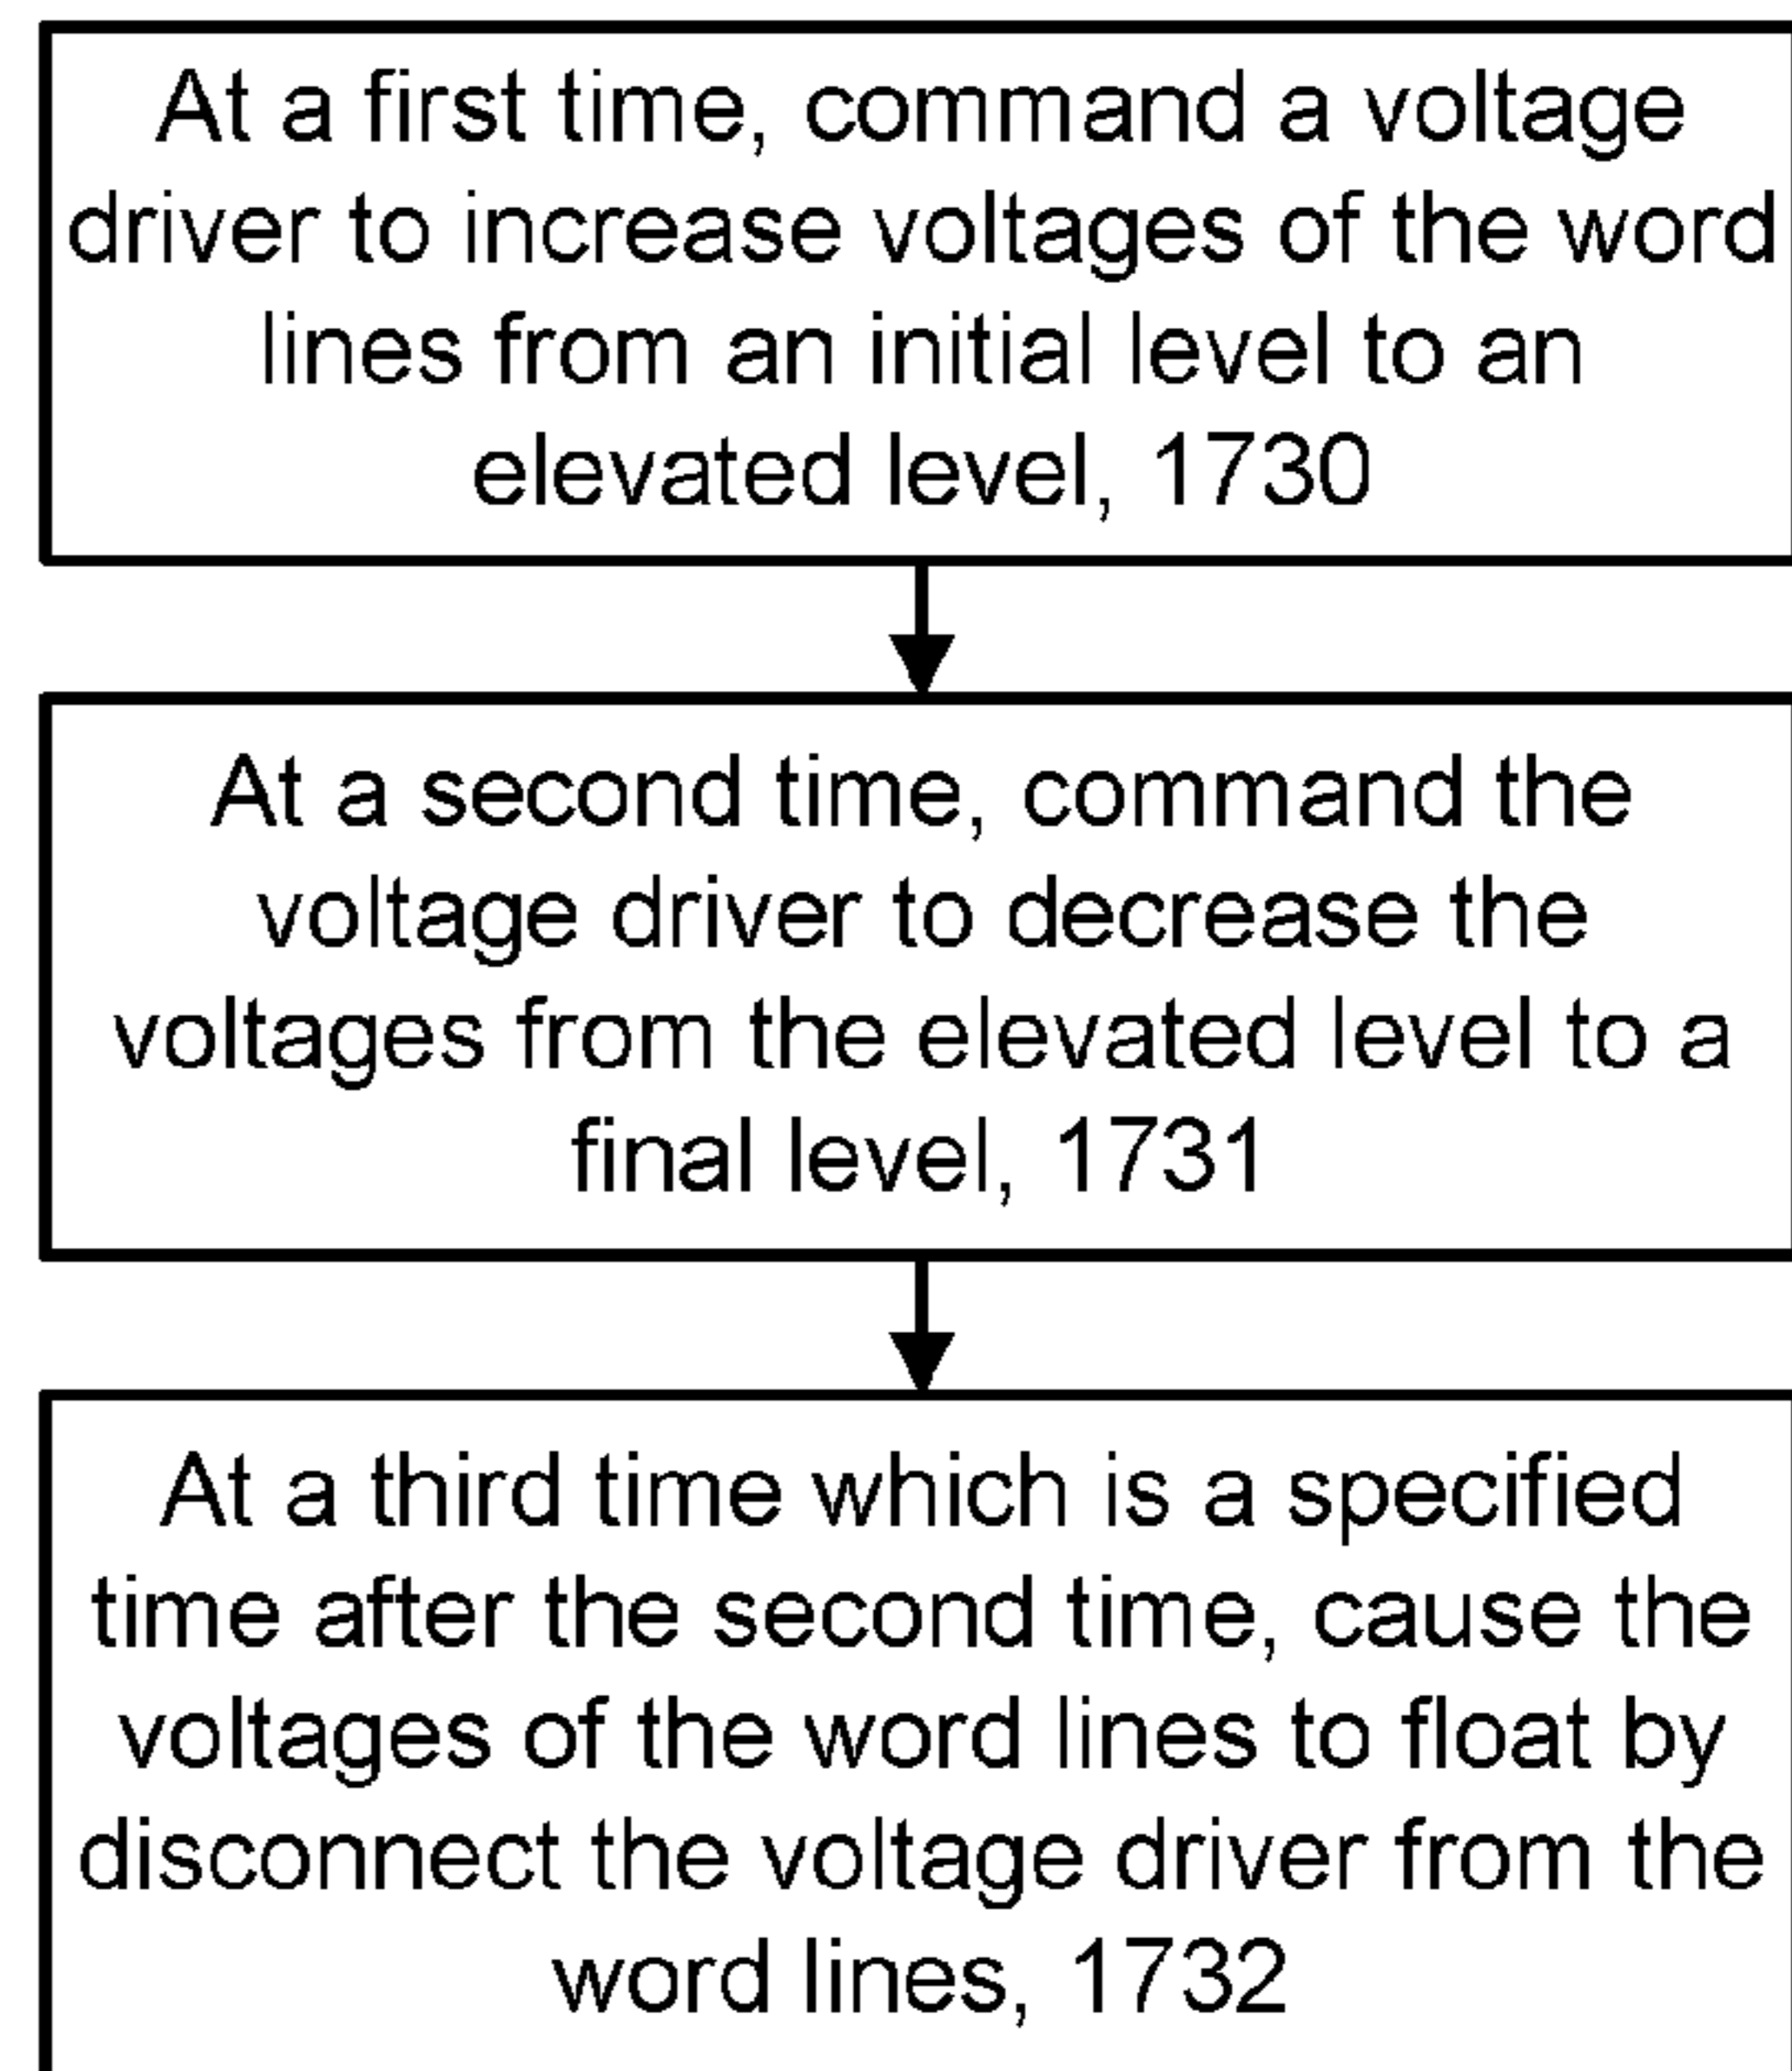 At a first time, command a voltage
driver to increase voltages of the word
lines from an initial level to an
elevated level, 1730
At a second time, command the
voltage driver to decrease the
voltages from the elevated level to a
final level, 1731
At a third time which is a specified
time after the second time, cause the
voltages of the word lines to float by
disconnect the voltage driver from the
word lines, 1732